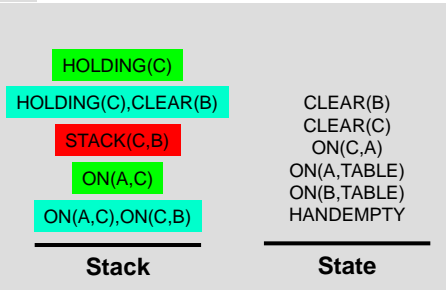 HOLDING(C)
HOLDING(C),CLEAR(B)
STACK(C,B)
ON(A,C)
ON(A,C),ON(C,B)
Stack
CLEAR(B)
CLEAR(C)
ON(C,A)
ON(A,TABLE)
ON(B,TABLE)
HANDEMPTY
State